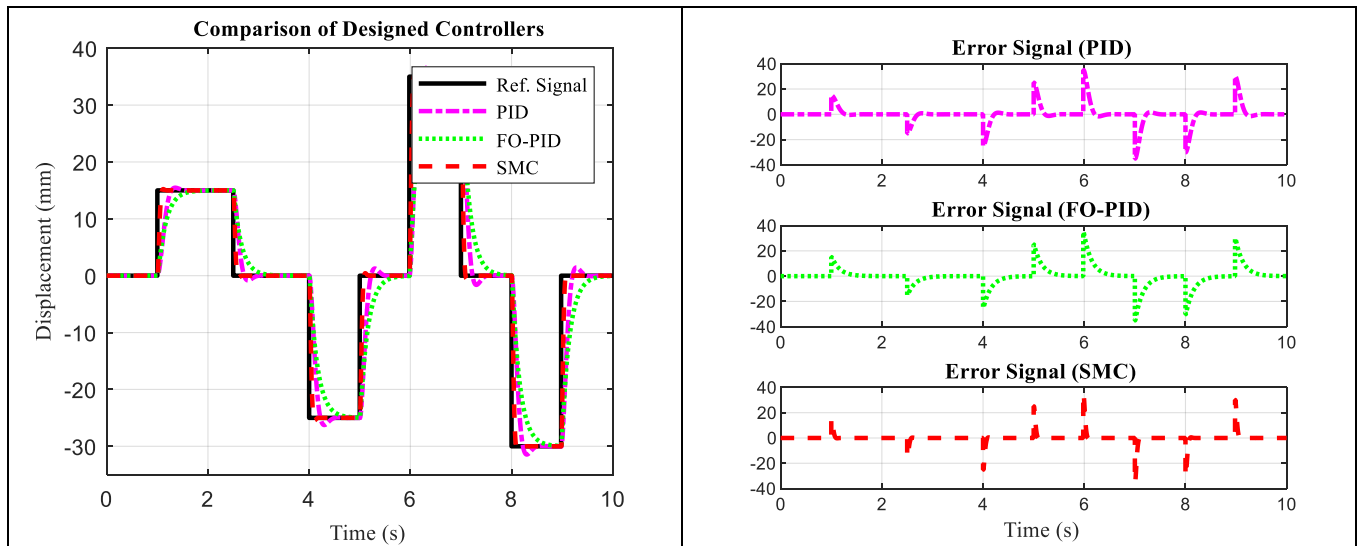 Comparison of Designed Controllers
40
30
20
10
0
-10
-20
-30
Displacement (mm)
Ref. Signal
PID
FO-PID
SMC
0 2 4 6 8 10
Time (s)
Error Signal (PID)
40
20
0
-20
-40
0 2 4 6 8 10
Error Signal (FO-PID)
40
20
0
-20
-40
0 2 4 6 8 10
Error Signal (SMC)
40
20
0
-20
-40
0 2 4 6 8 10
Time (s)